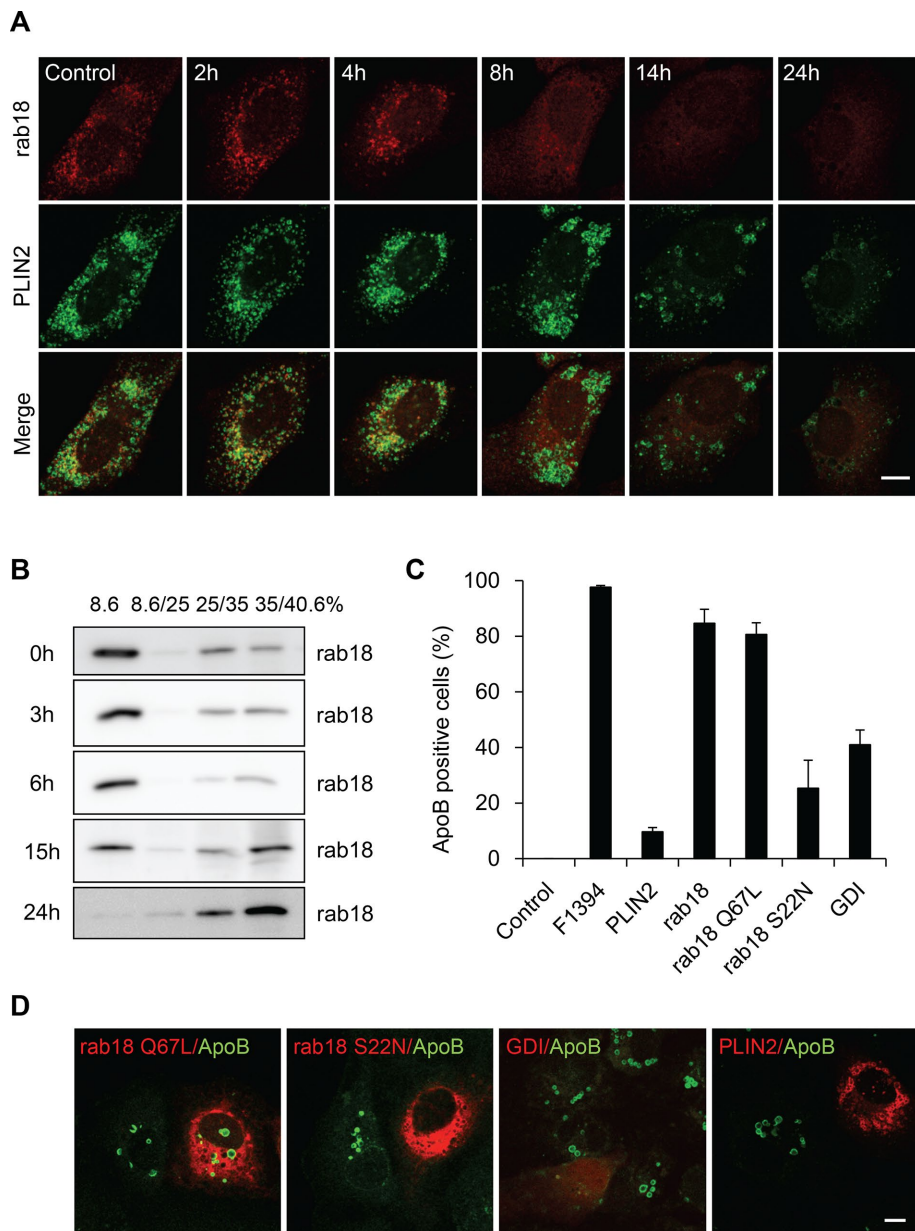 A
Control 2h 4h 8h 14h 24h
rab18
PLIN2
Merge
B
8.6 8.6/25 25/35 35/40.6%
0h rab18
3h rab18
6h rab18
15h rab18
24h rab18
C
ApoB positive cells (%)
100
80
60
40
20
0
Control
F1394
PLIN2
rab18
rab18 Q67L
rab18 S22N
GDI
D
rab18 Q67L/ApoB rab18 S22N/ApoB GDI/ApoB PLIN2/ApoB